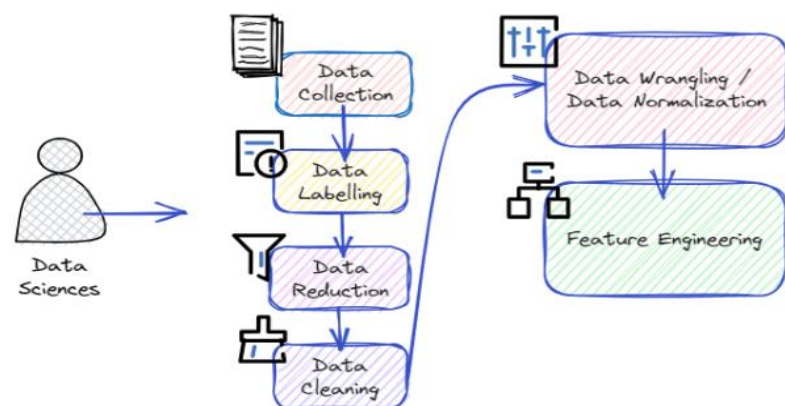 Data
Sciences
Data
Collection
Data
Labelling
Data
Reduction
Data
Cleaning
Data Wrangling /
Data Normalization
Feature Engineering